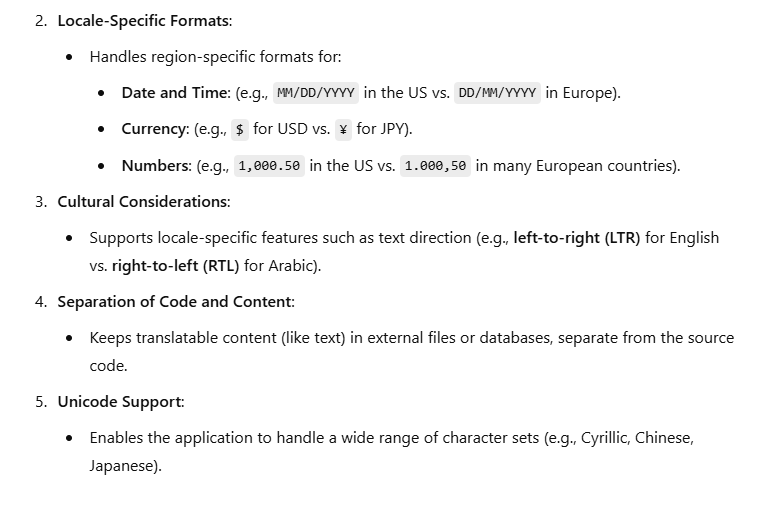 2. Locale-Specific Formats:
• Handles region-specific formats for:
• Date and Time: (e.g., MM/DD/YYYY in the US vs. DD/MM/YYYY in Europe).
• Currency: (e.g., $ for USD vs. ¥ for JPY).
• Numbers: (e.g., 1,000.50 in the US vs. 1.000,50 in many European countries).
3. Cultural Considerations:
• Supports locale-specific features such as text direction (e.g., left-to-right (LTR) for English
vs. right-to-left (RTL) for Arabic).
4. Separation of Code and Content:
• Keeps translatable content (like text) in external files or databases, separate from the source
code.
5. Unicode Support:
• Enables the application to handle a wide range of character sets (e.g., Cyrillic, Chinese,
Japanese).